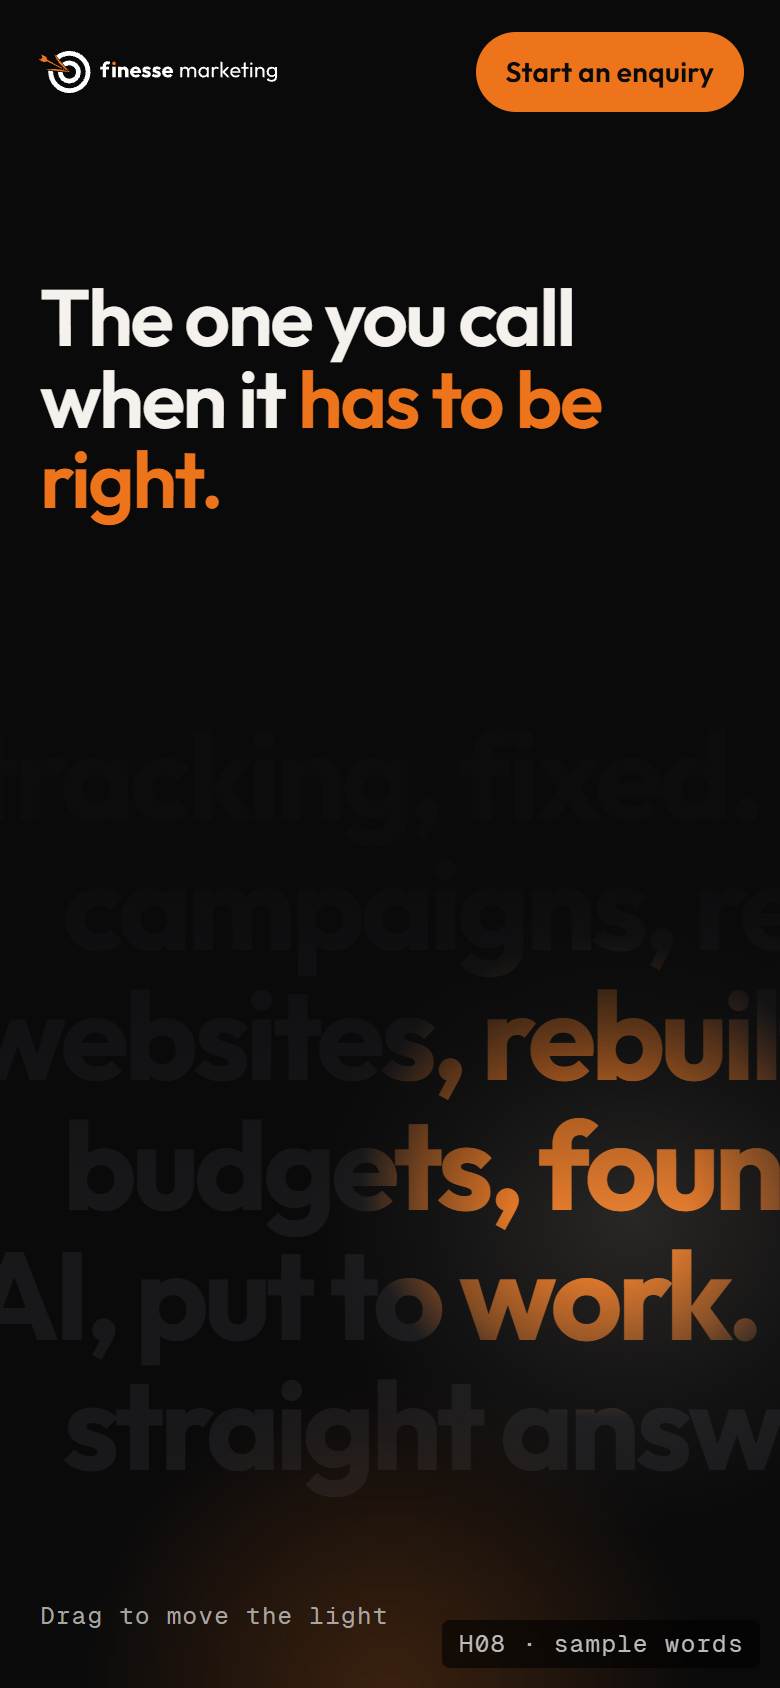 finesse marketing
Start an enquiry
The one you call
when it has to be
right.
tracking, fixed.
campaigns, re
websites, rebuil
budgets, foun
AI, put to work.
straight answ
Drag to move the light
H08 · sample words